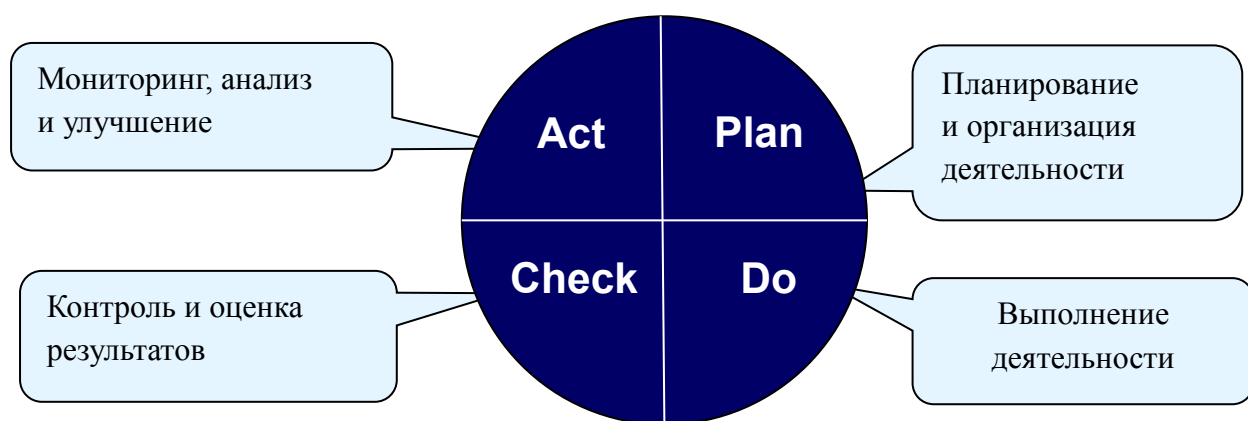 Мониторинг, анализ
и улучшение
Act
Plan
Планирование
и организация
деятельности
Контроль и оценка
результатов
Check
Do
Выполнение
деятельности